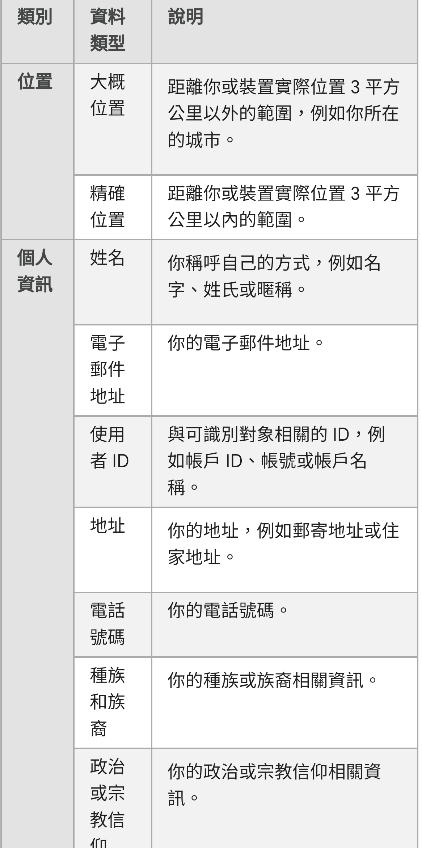 類別
資料
類型
說明
位置
大概
位置
距離你或裝置實際位置 3 平方
公里以外的範圍，例如你所在
的城市。
精確
位置
距離你或裝置實際位置 3 平方
公里以內的範圍。
個人
資訊
姓名
你稱呼自己的方式，例如名
字、姓氏或暱稱。
電子
郵件
地址
你的電子郵件地址。
使用
者 ID
與可識別對象相關的 ID，例
如帳戶 ID、帳號或帳戶名
稱。
地址
你的地址，例如郵寄地址或住
家地址。
電話
號碼
你的電話號碼。
種族
和族
裔
你的種族或族裔相關資訊。
政治
或宗
教信
仰
你的政治或宗教信仰相關資
訊。